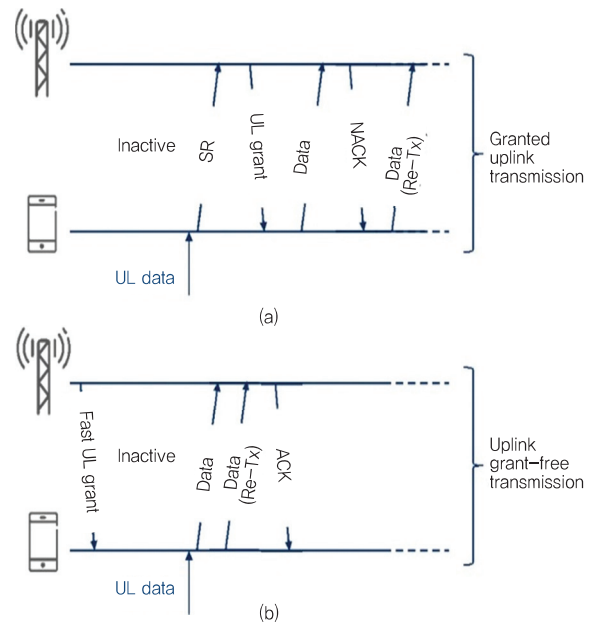 Inactive
SR
UL grant
Data
NACK
Data
(Re-Tx)
Granted
uplink
transmission
UL data
(a)
Fast UL grant
Inactive
Data
Data
(Re-Tx)
ACK
Uplink
grant-free
transmission
UL data
(b)